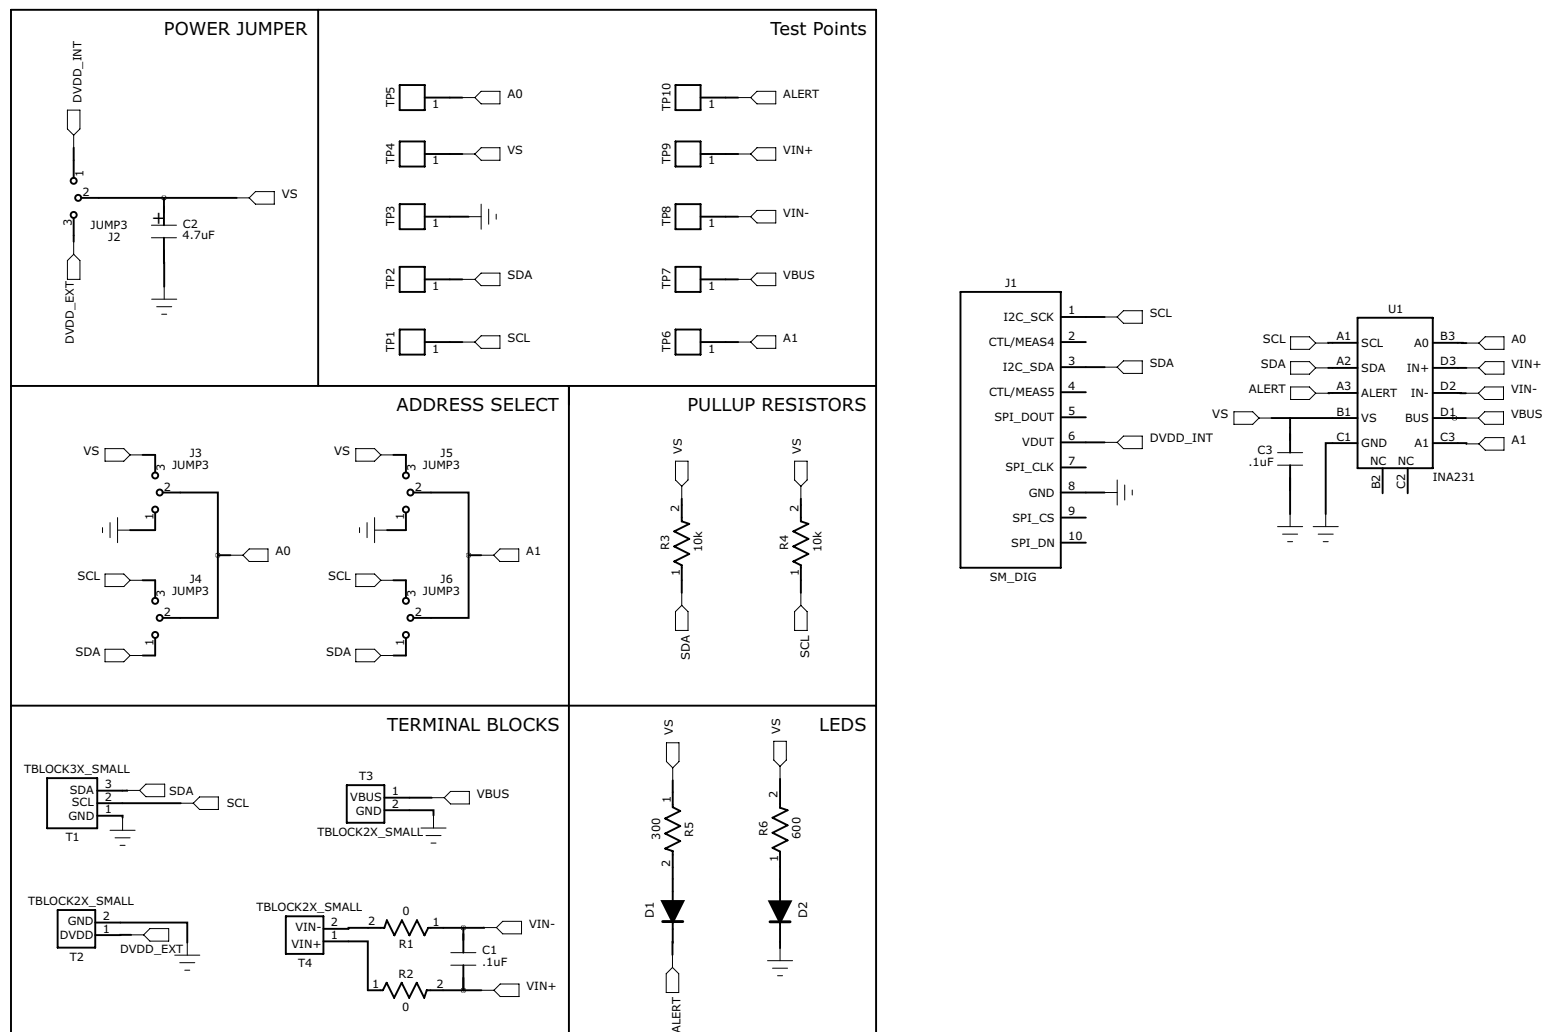 POWER JUMPER
DVDD_INT
1
2
VS
3
JUMP3
J2
+
C2
4.7uF
DVDD_EXT
Test Points
TP5
1
A0
TP10
1
ALERT
TP4
1
VS
TP9
1
VIN+
TP3
1
TP8
1
VIN-
TP2
1
SDA
TP7
1
VBUS
TP1
1
SCL
TP6
1
A1
ADDRESS SELECT
VS
3
J3
JUMP3
2
1
A0
SCL
3
J4
JUMP3
2
1
SDA
VS
3
J5
JUMP3
2
1
A1
SCL
3
J6
JUMP3
2
1
SDA
PULLUP RESISTORS
VS
2
R3
10k
1
SDA
VS
2
R4
10k
1
SCL
TERMINAL BLOCKS
TBLOCK3X_SMALL
SDA 3 SDA
SCL 2 SCL
GND 1
T1
T3
VBUS 1 VBUS
GND 2
TBLOCK2X_SMALL
TBLOCK2X_SMALL
GND 2
DVDD 1
DVDD_EXT
T2
TBLOCK2X_SMALL
VIN- 2
VIN+ 1
T4
0
2 1
R1
VIN-
C1
.1uF
R2
1 2
0
VIN+
LEDS
VS
1
300
R5
2
D1
ALERT
VS
2
R6
600
1
D2
J1
I2C_SCK 1 SCL
CTL/MEAS4 2
I2C_SDA 3 SDA
CTL/MEAS5 4
SPI_DOUT 5
VDUT 6 DVDD_INT
SPI_CLK 7
GND 8
SPI_CS 9
SPI_DN 10
SM_DIG
U1
SCL A1 SCL A0 B3 A0
SDA A2 SDA IN+ D3 VIN+
ALERT A3 ALERT IN- D2 VIN-
VS B1 VS BUS D1 VBUS
C1 GND A1 C3 A1
C3
.1uF
NC NC
B2 C2
INA231